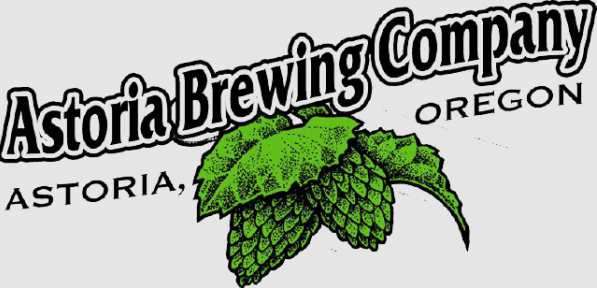 Astoria Brewing Company
ASTORIA, OREGON